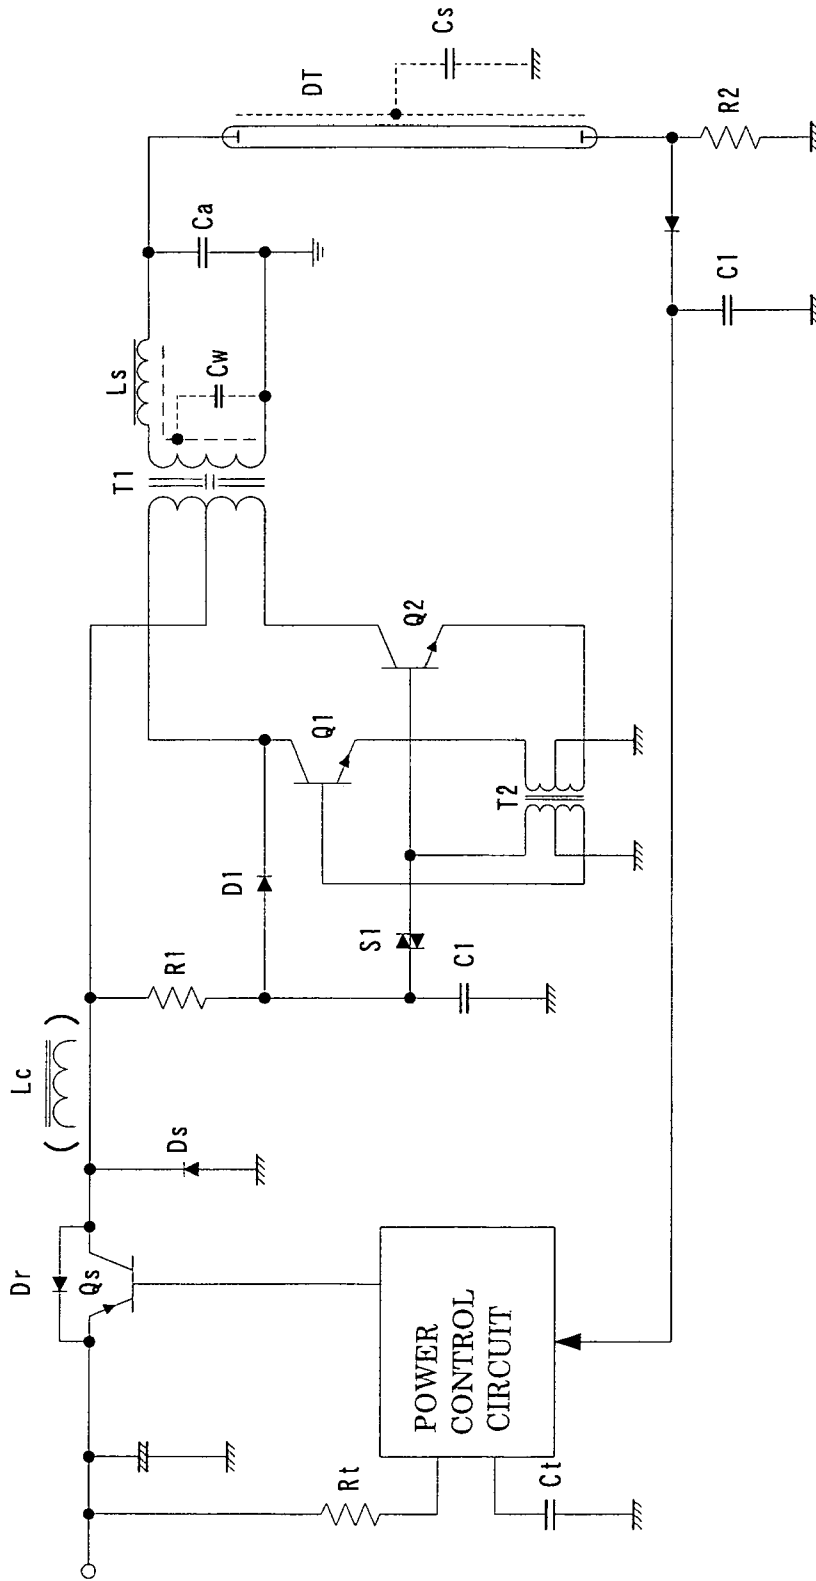 Dr
Qs
Ds
( Lc )
R1
D1
S1
C1
Q1
Q2
T2
T1
Ls
Cw
Ca
DT
Cs
R2
C1
Rt
Ct
POWER
CONTROL
CIRCUIT